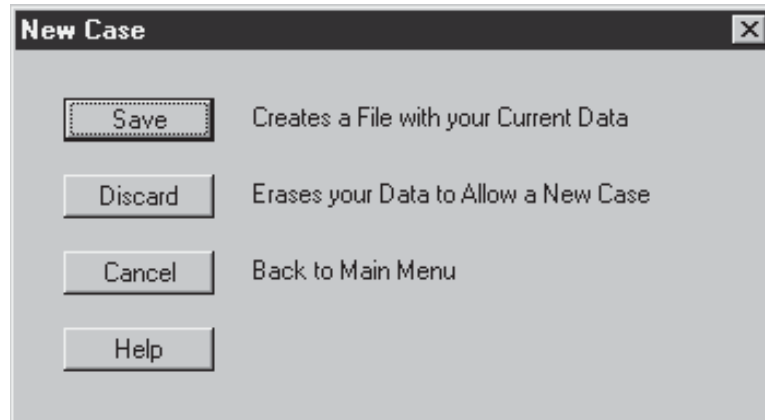 New Case
Save Creates a File with your Current Data
Discard Erases your Data to Allow a New Case
Cancel Back to Main Menu
Help